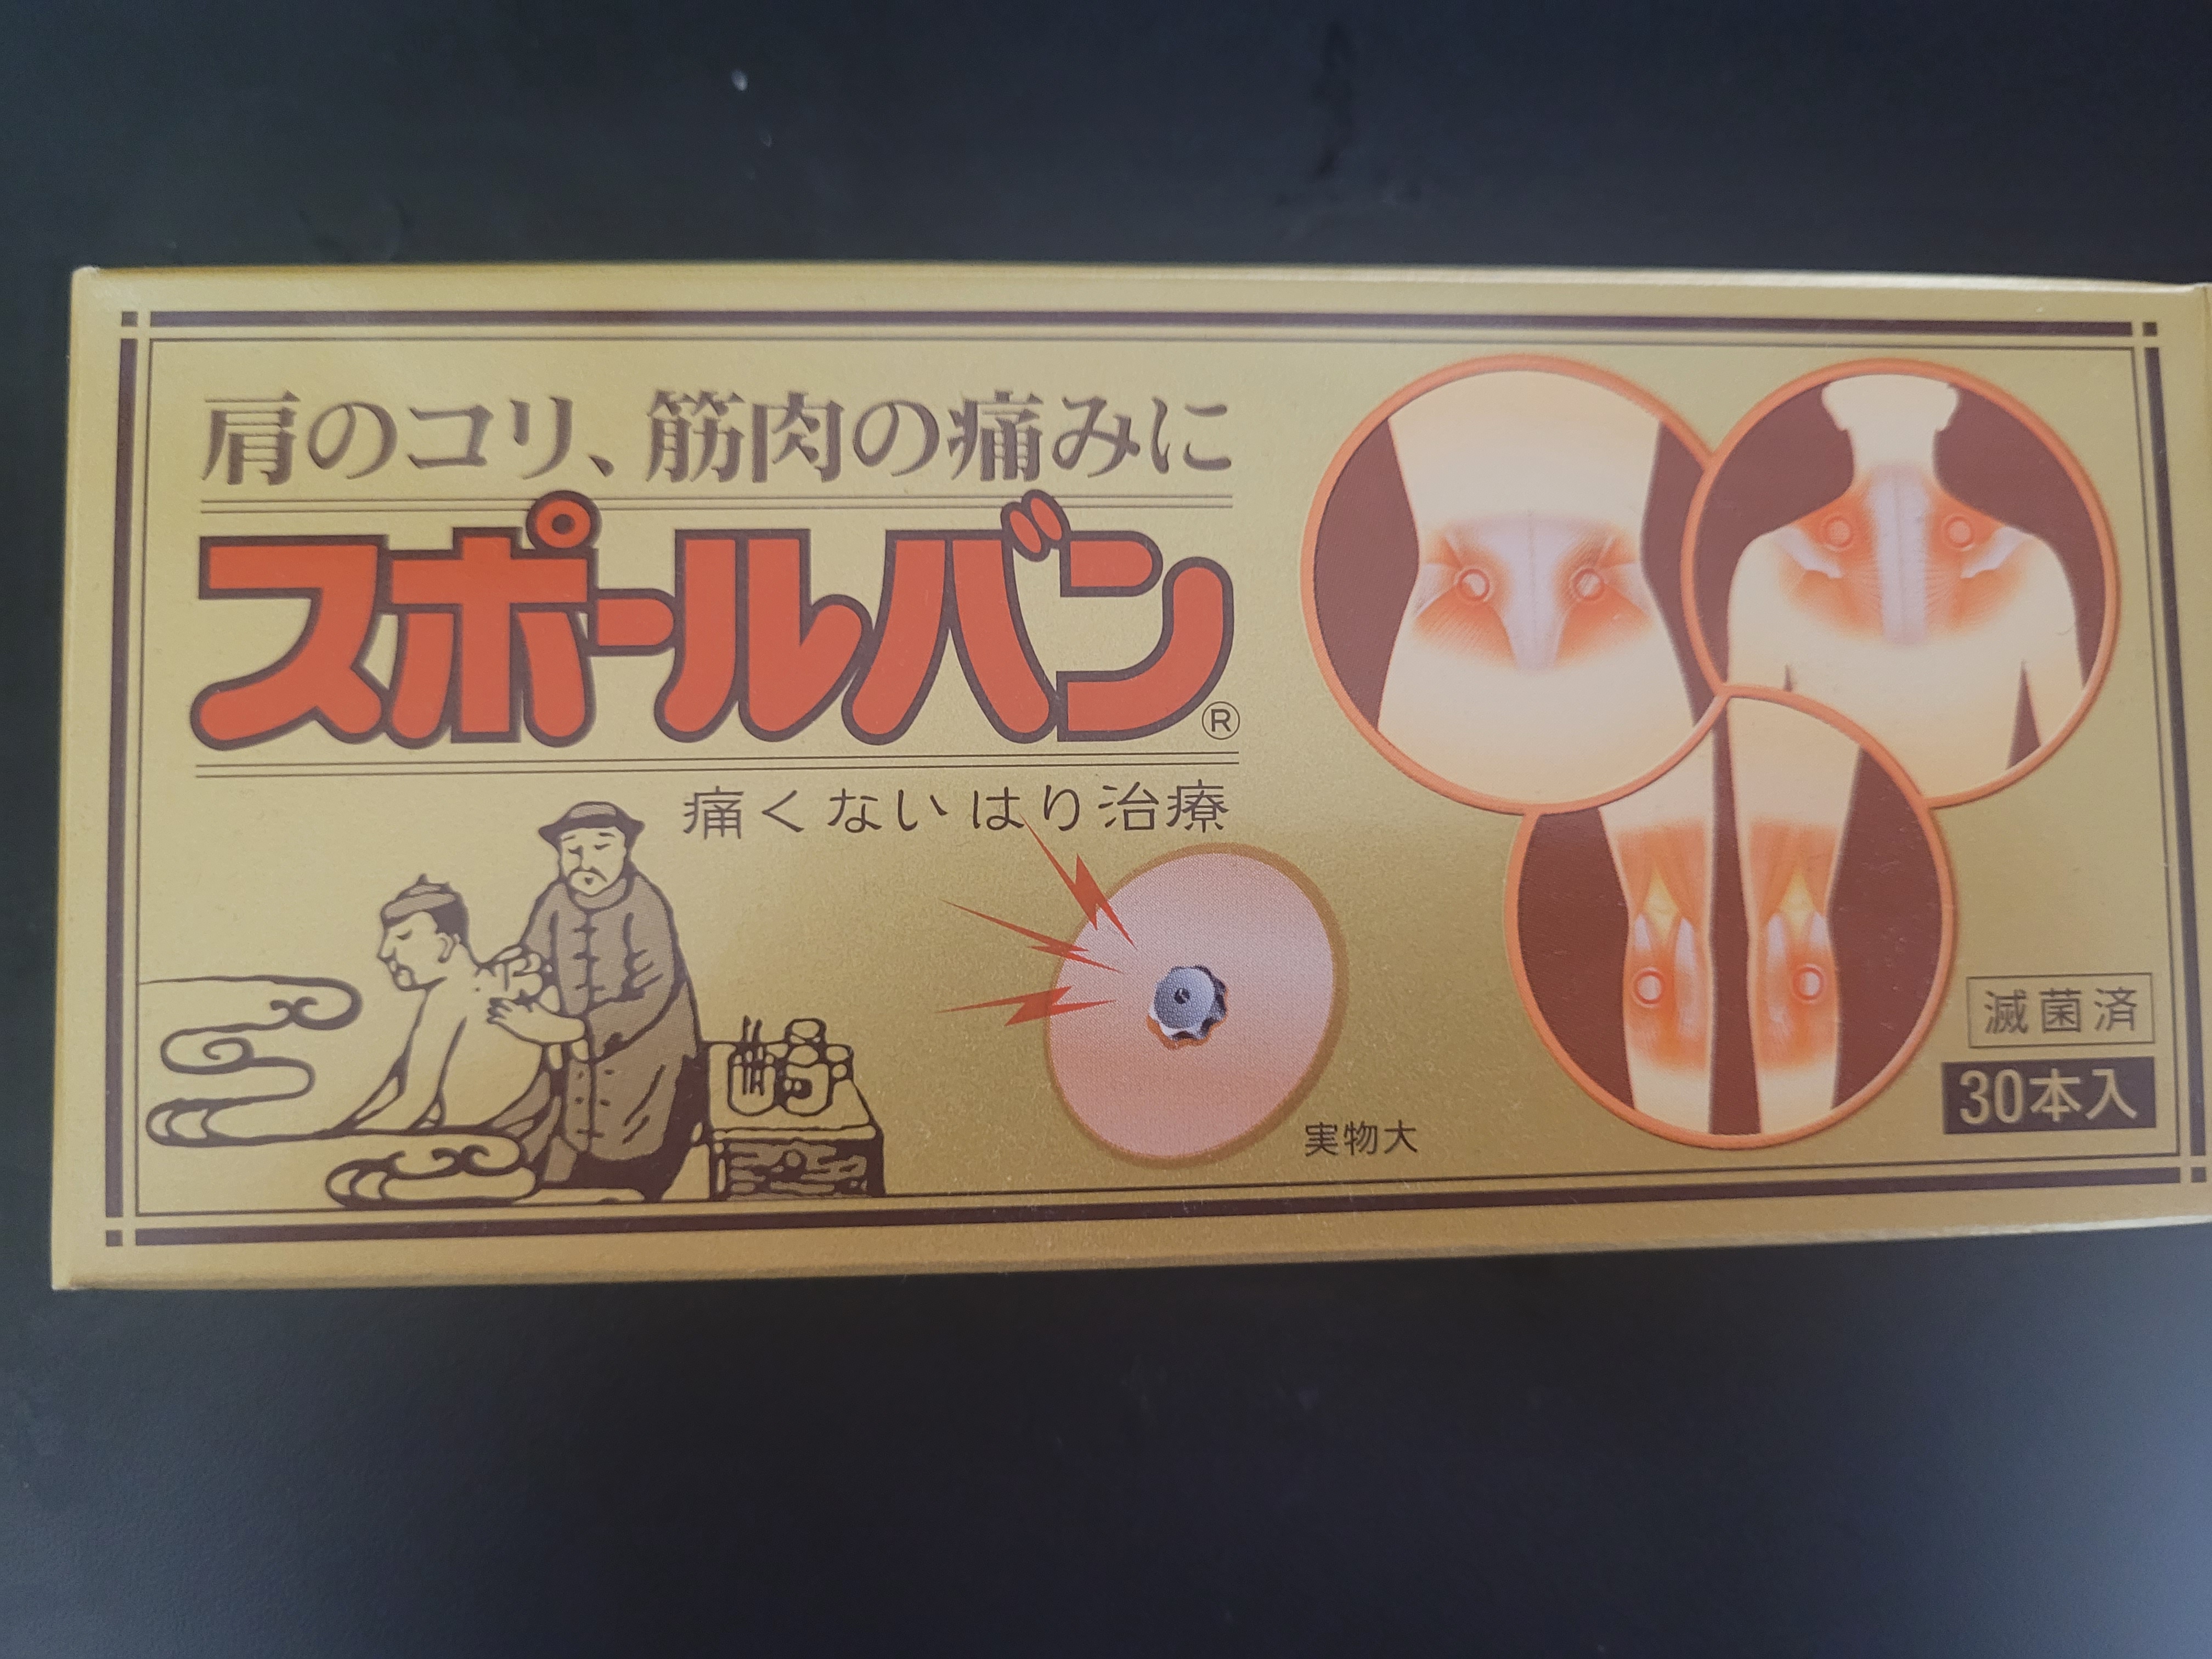 肩のコリ、筋肉の痛みに
スポールバン®
痛くないはり治療
実物大
滅菌済
30本入